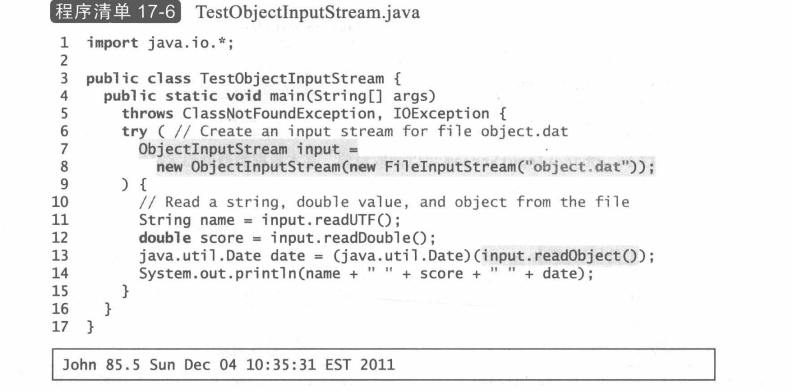 程序清单 17-6 TestObjectInputStream.java
1 import java.io.*;
2
3 public class TestObjectInputStream {
4 public static void main(String[] args)
5 throws ClassNotFoundException, IOException {
6 try ( // Create an input stream for file object.dat
7 ObjectInputStream input =
8 new ObjectInputStream(new FileInputStream("object.dat"));
9 ) {
10 // Read a string, double value, and object from the file
11 String name = input.readUTF();
12 double score = input.readDouble();
13 java.util.Date date = (java.util.Date)(input.readObject());
14 System.out.println(name + " " + score + " " + date);
15 }
16 }
17 }
John 85.5 Sun Dec 04 10:35:31 EST 2011